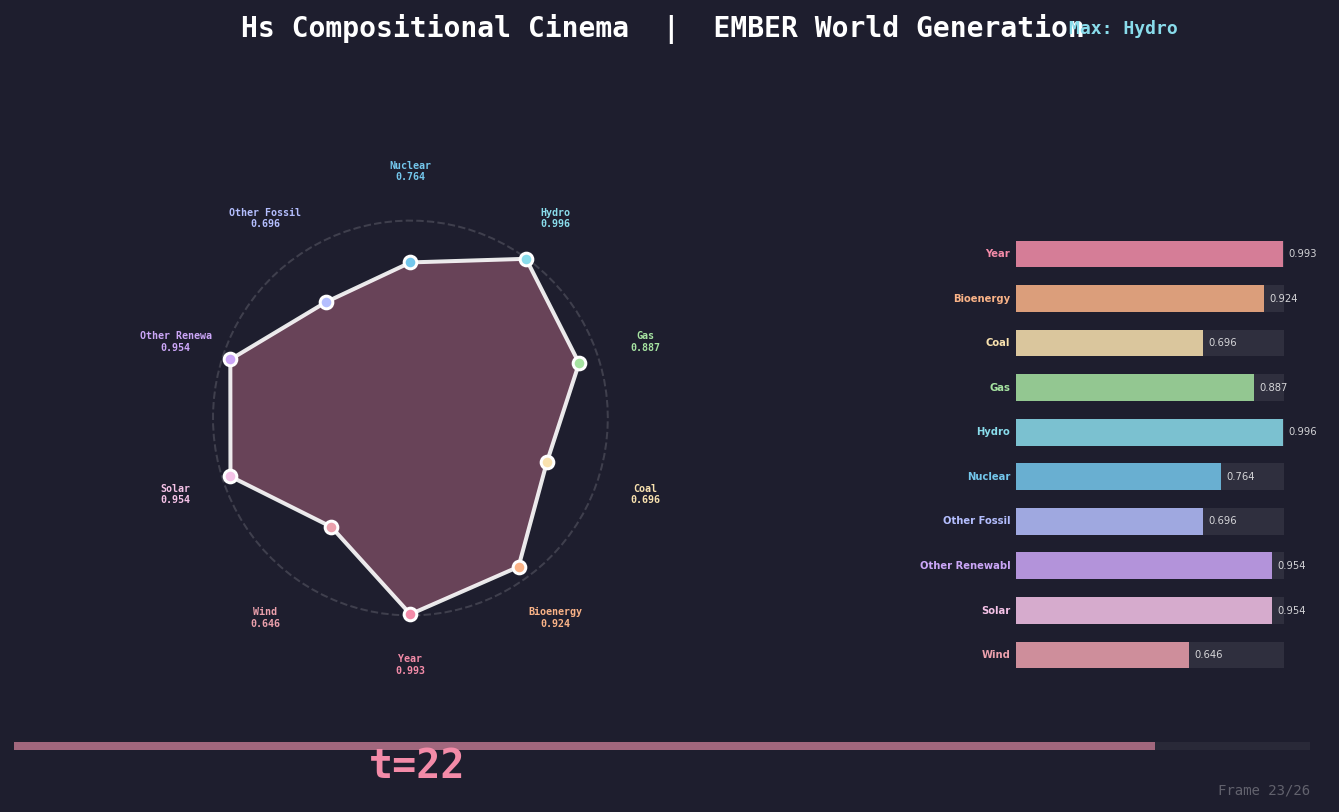 Hs Compositional Cinema | EMBER World Generation
Max: Hydro
Nuclear
0.764
Other Fossil
0.696
Hydro
0.996
Other Renewa
0.954
Gas
0.887
Solar
0.954
Coal
0.696
Wind
0.646
Bioenergy
0.924
Year
0.993
Year 0.993
Bioenergy 0.924
Coal 0.696
Gas 0.887
Hydro 0.996
Nuclear 0.764
Other Fossil 0.696
Other Renewabl 0.954
Solar 0.954
Wind 0.646
t=22
Frame 23/26